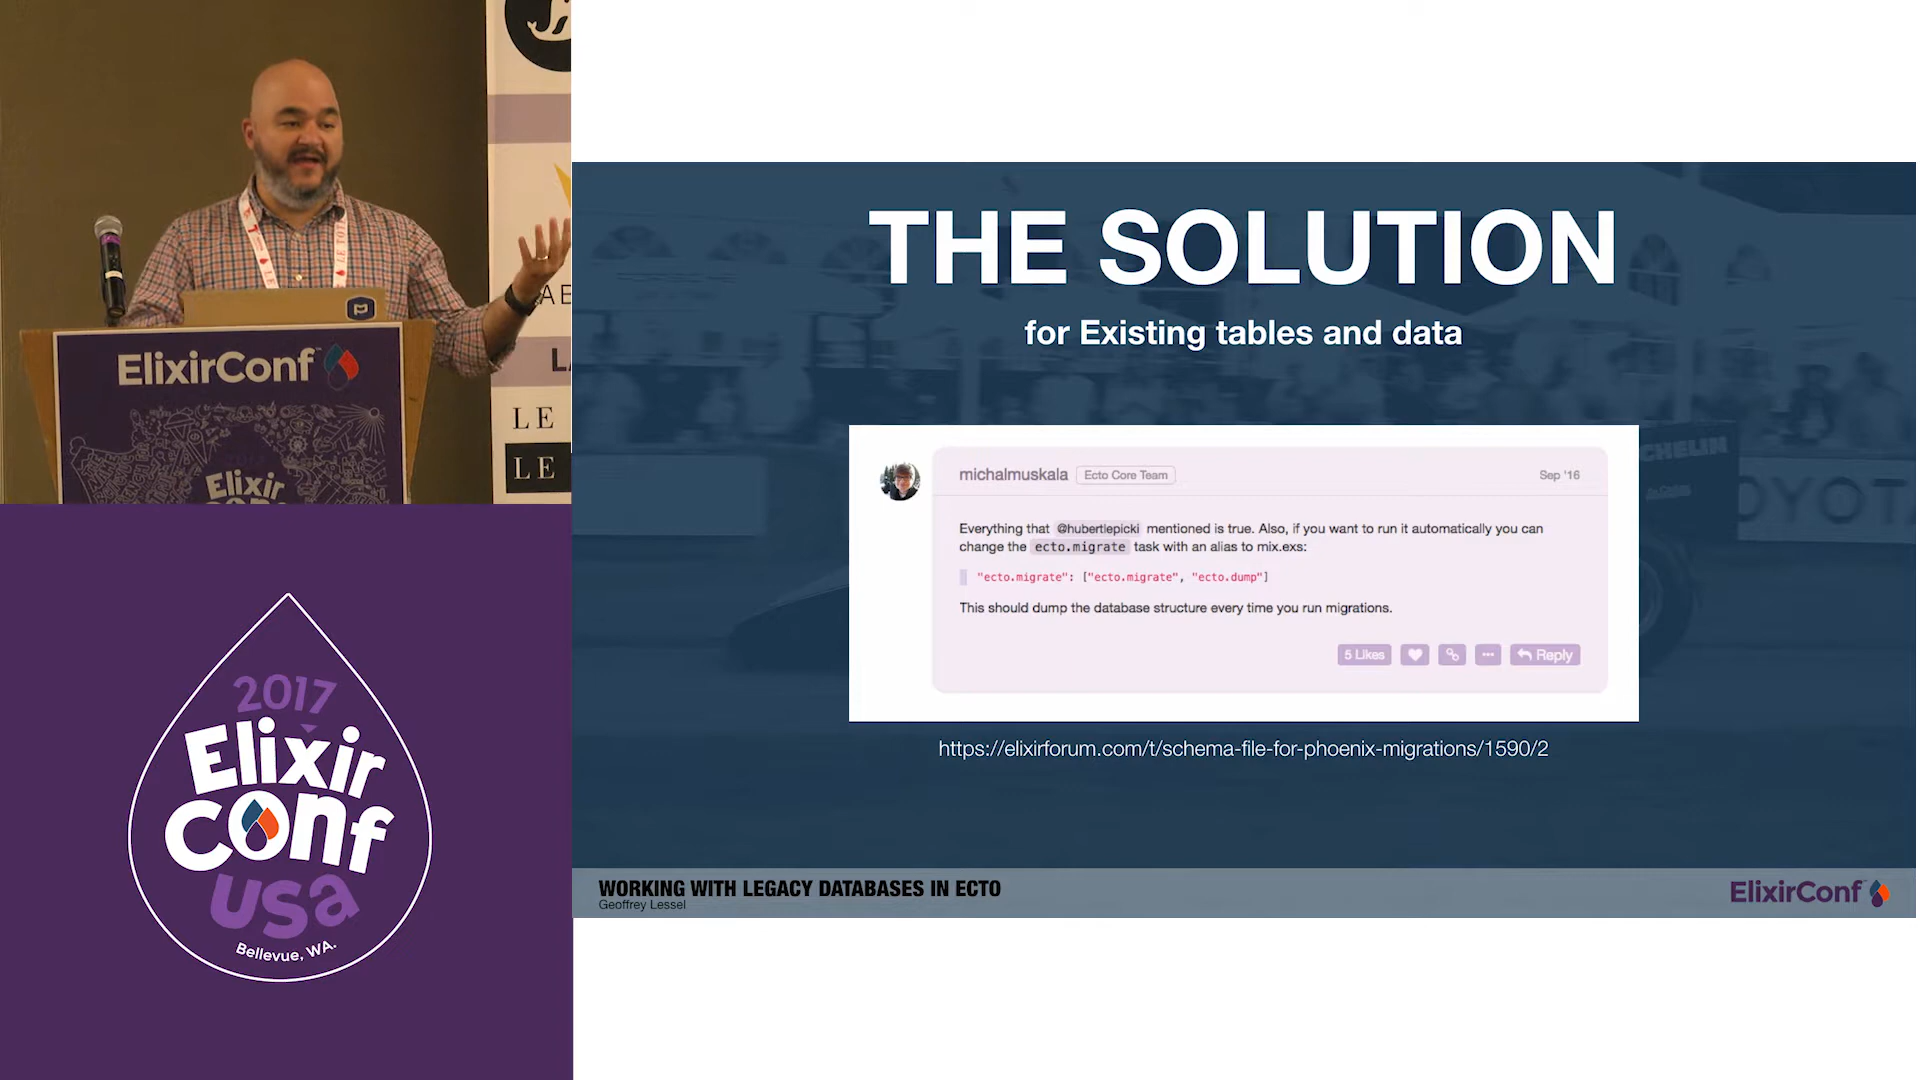 ElixirConf
Elixir
LE
LE
2017
Elixir
Conf
USA
Bellevue, WA.
THE SOLUTION
for Existing tables and data
michalmuskala Ecto Core Team Sep '16
Everything that @hubertlepicki mentioned is true. Also, if you want to run it automatically you can
change the ecto.migrate task with an alias to mix.exs:
"ecto.migrate": ["ecto.migrate", "ecto.dump"]
This should dump the database structure every time you run migrations.
5 Likes ··· Reply
https://elixirforum.com/t/schema-file-for-phoenix-migrations/1590/2
WORKING WITH LEGACY DATABASES IN ECTO
Geoffrey Lessel
ElixirConf